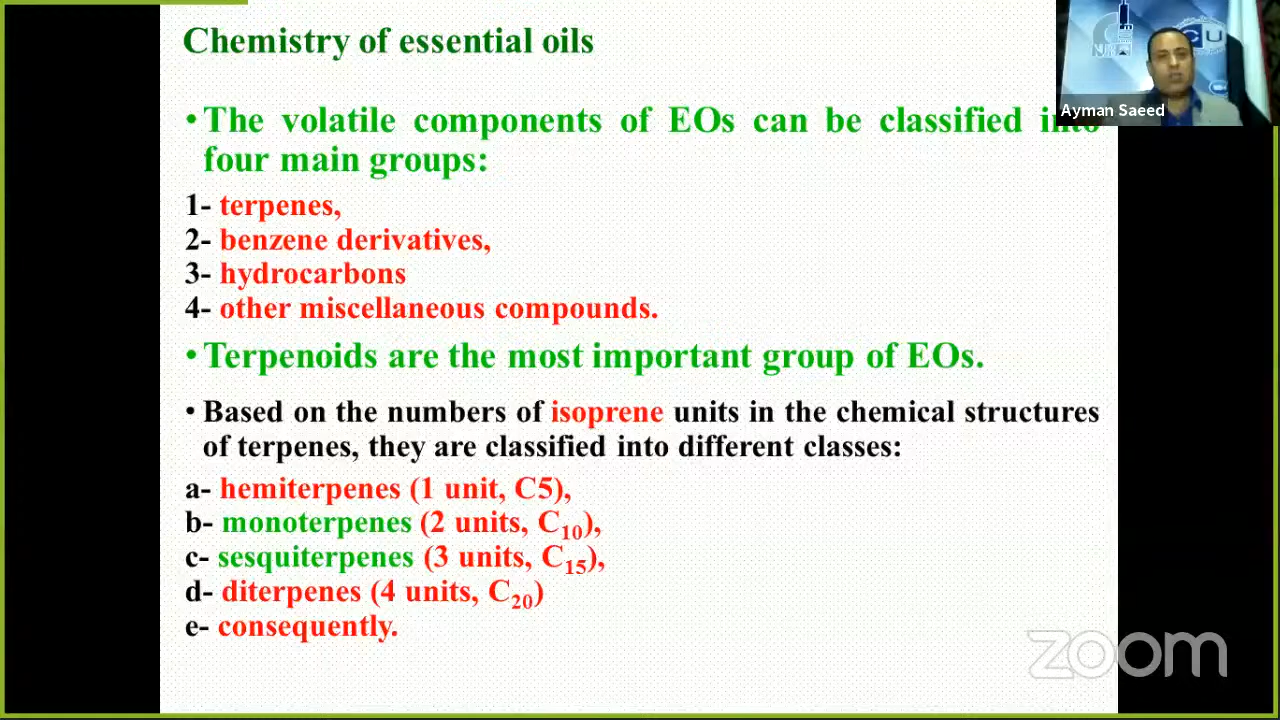 Chemistry of essential oils
• The volatile components of EOs can be classified into
four main groups:
1- terpenes,
2- benzene derivatives,
3- hydrocarbons
4- other miscellaneous compounds.
• Terpenoids are the most important group of EOs.
• Based on the numbers of isoprene units in the chemical structures
of terpenes, they are classified into different classes:
a- hemiterpenes (1 unit, C5),
b- monoterpenes (2 units, C10),
c- sesquiterpenes (3 units, C15),
d- diterpenes (4 units, C20)
e- consequently.
CU
Ayman Saeed
zoom